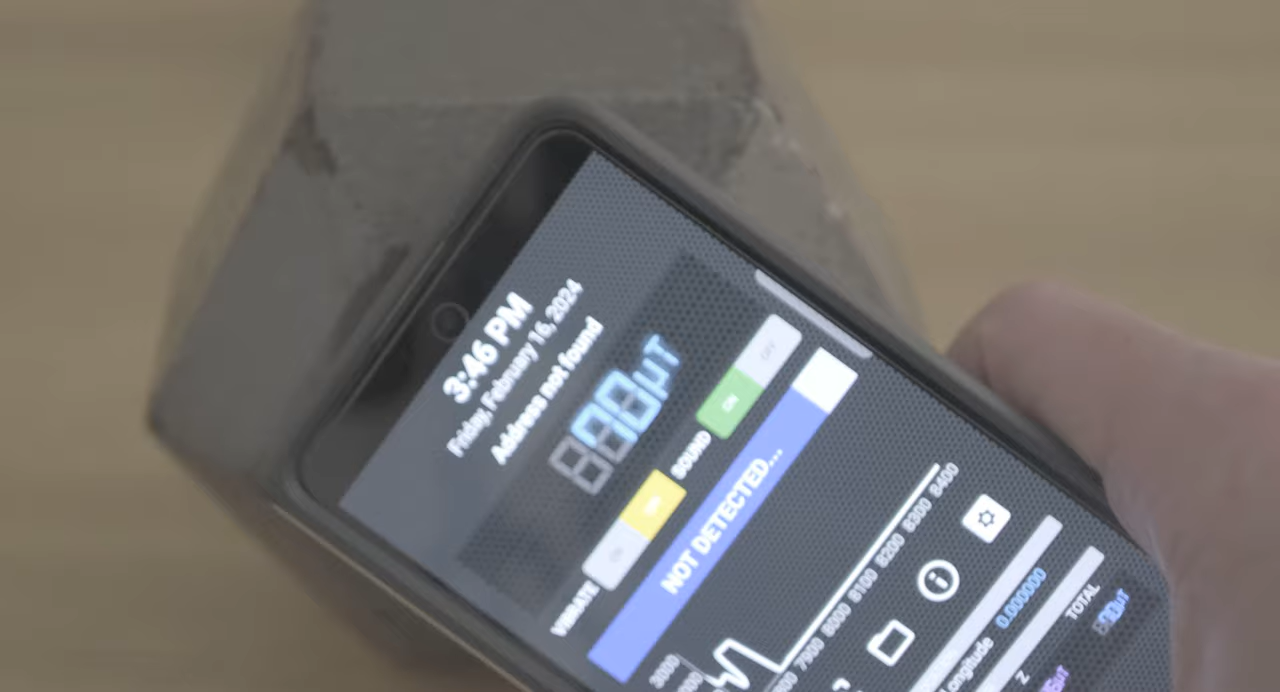 3:46 PM
Friday, February 16, 2024
Address not found
µT
VIBRATE
SOUND ON OFF
NOT DETECTED...
7900 8000 8100 8200 8300 8400
Longitude 0.000000
Z TOTAL
µT